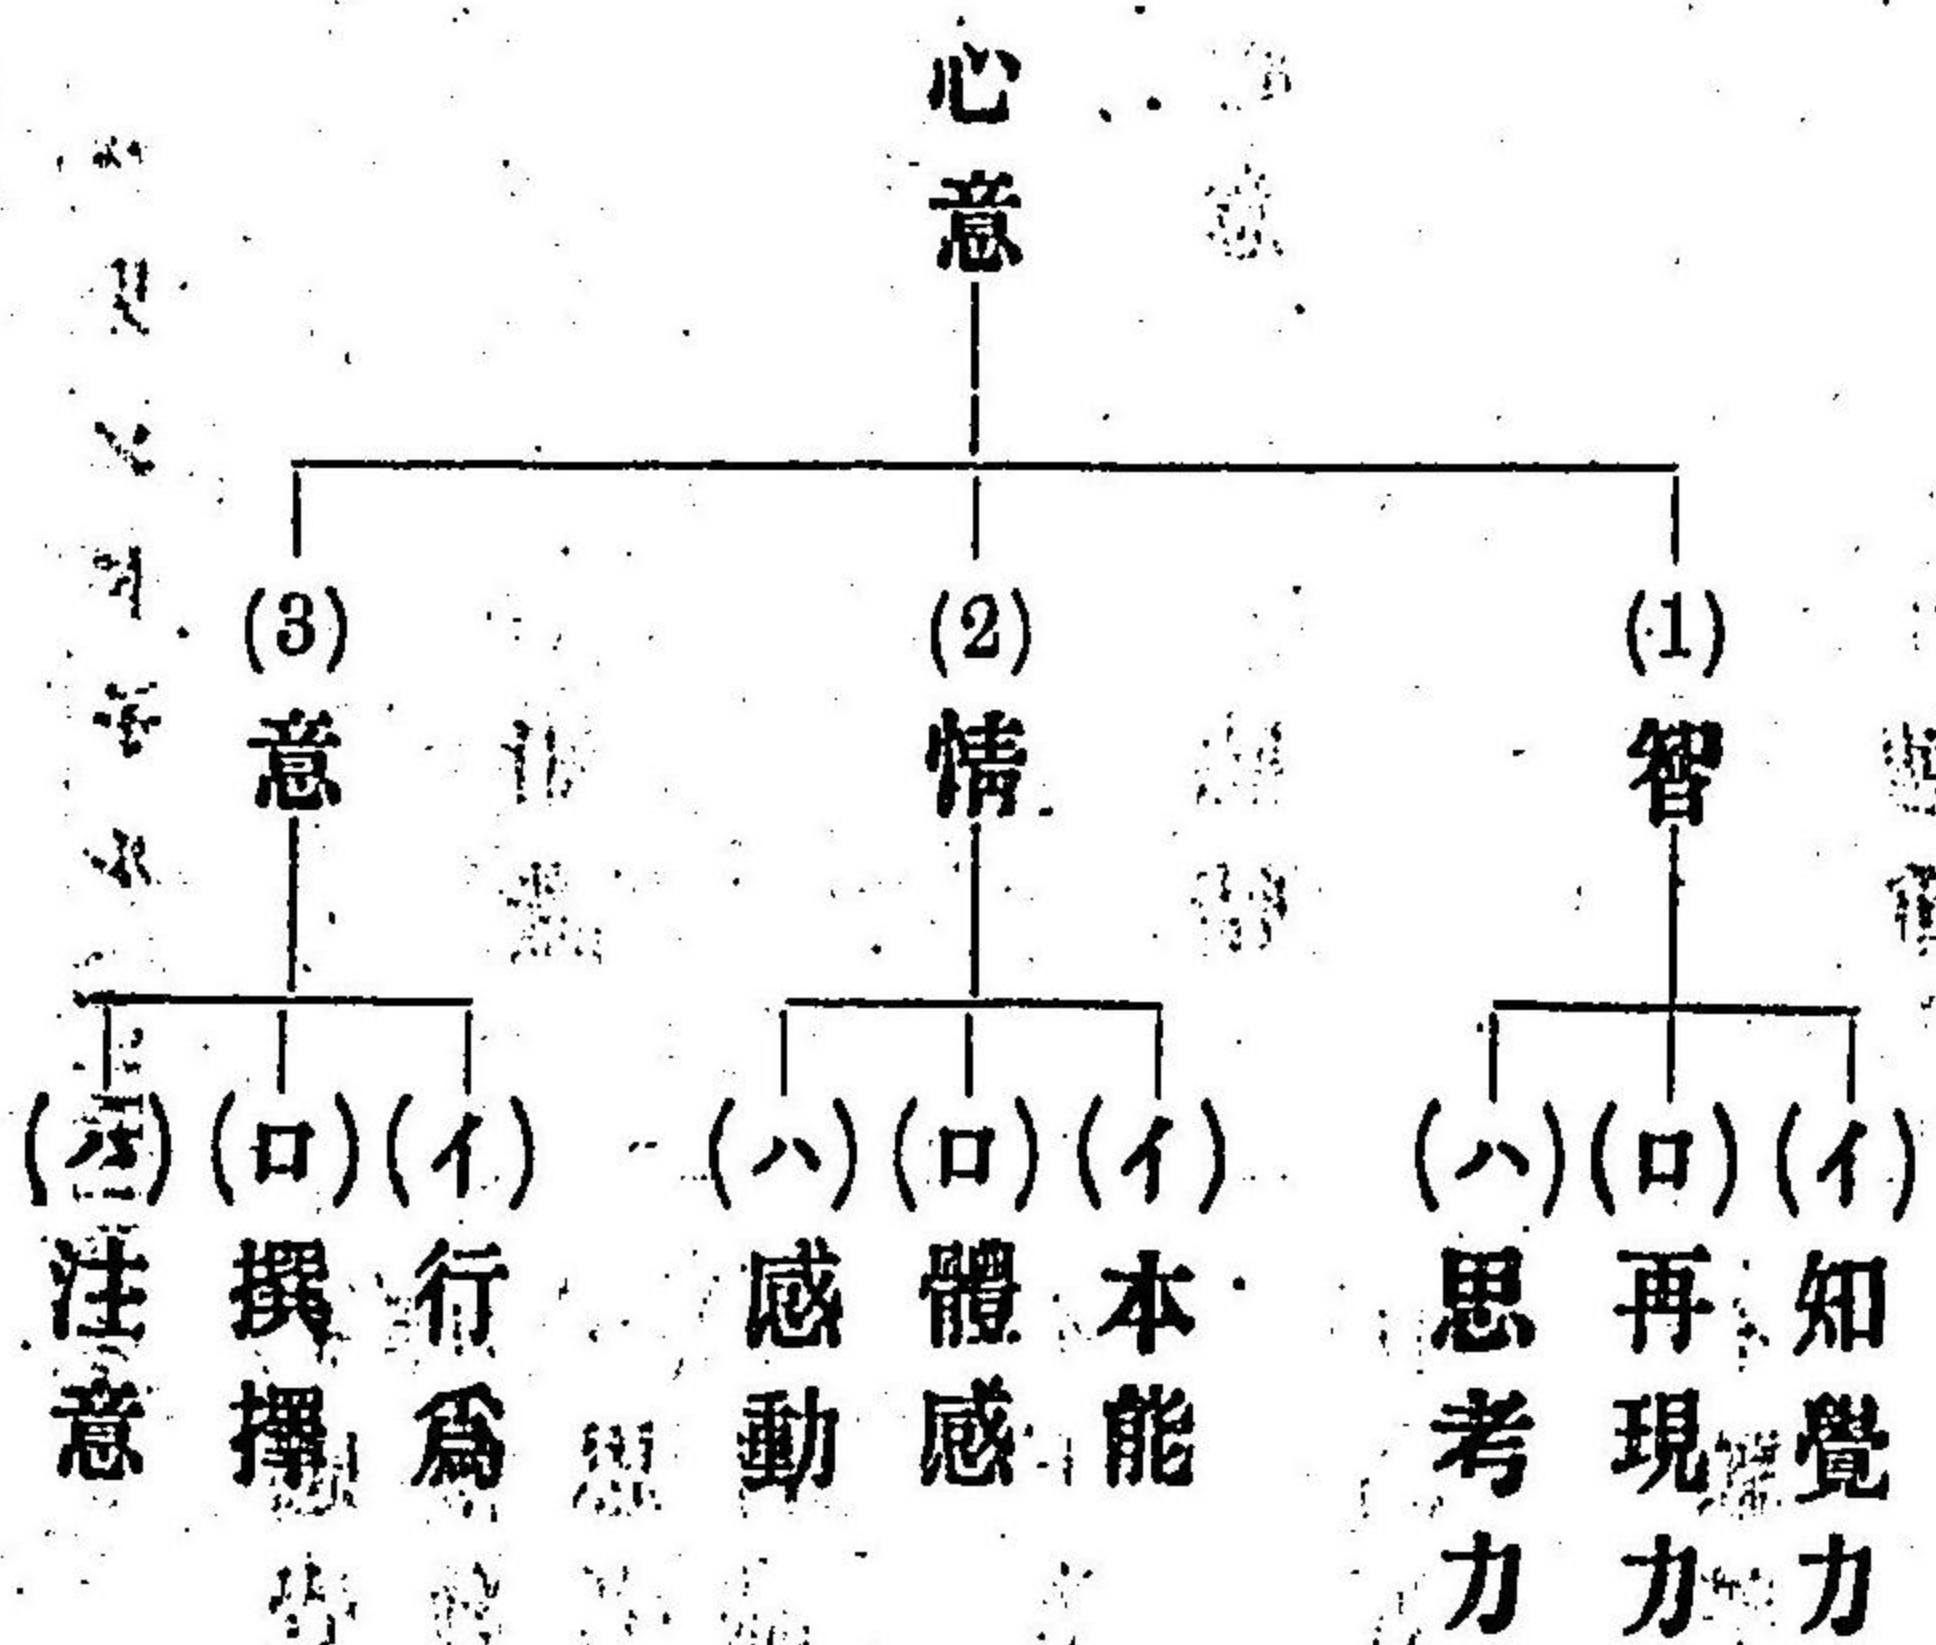 心意
(1)智
(イ)知覺力
(ロ)再現力
(ハ)思考力
(2)情
(イ)本能
(ロ)體感
(ハ)感動
(3)意
(イ)行爲
(ロ)撰擇
(ハ)注意